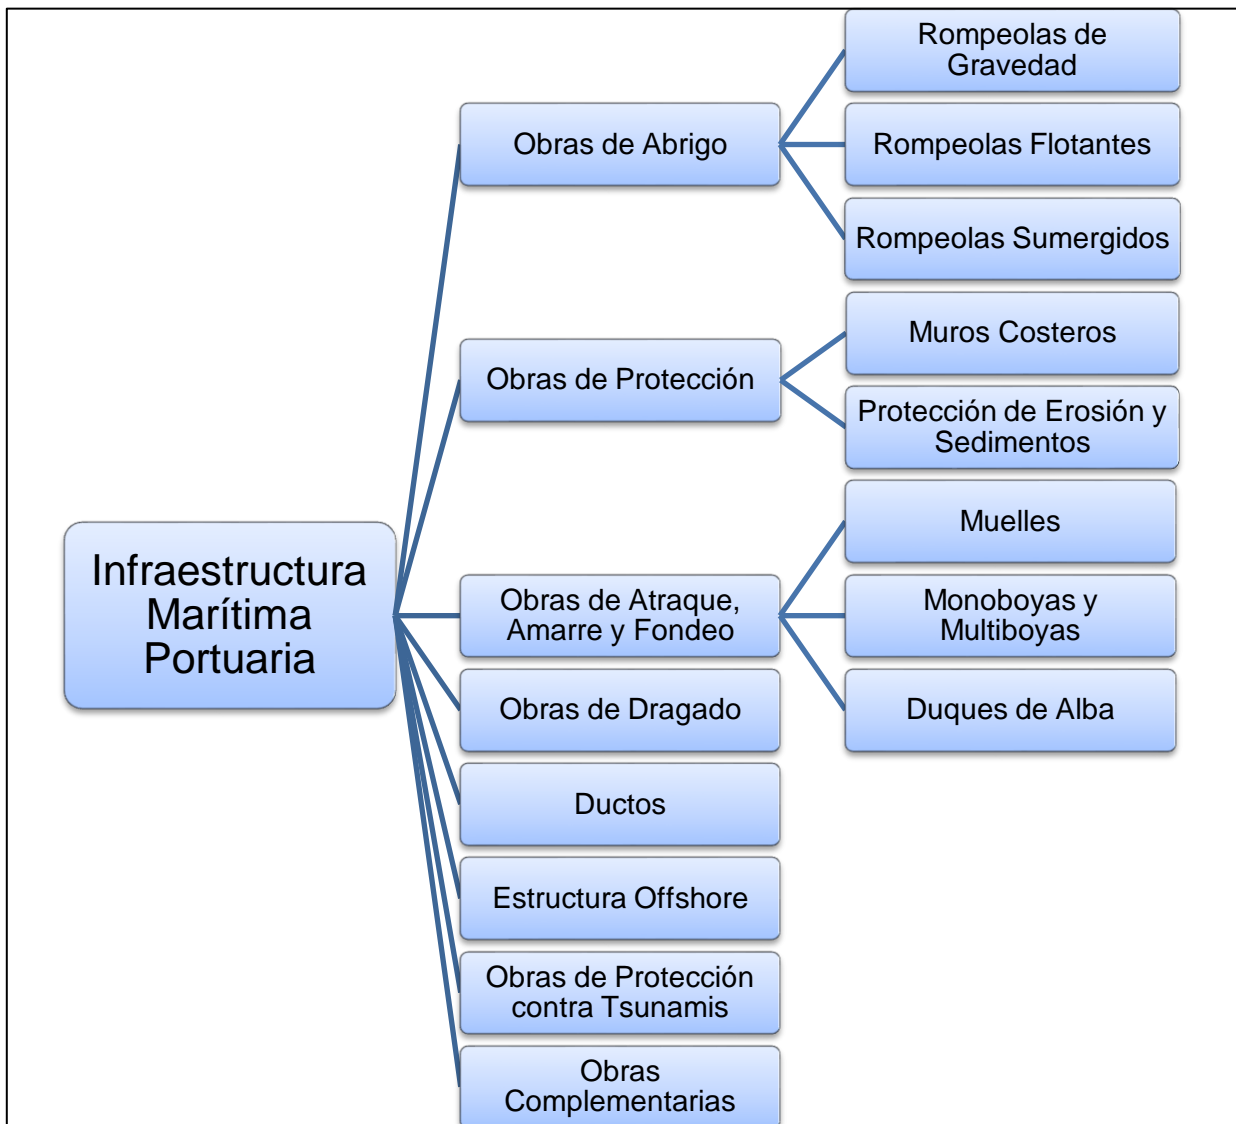 Infraestructura
Marítima
Portuaria
Obras de Abrigo
Rompeolas de
Gravedad
Rompeolas Flotantes
Rompeolas Sumergidos
Obras de Protección
Muros Costeros
Protección de Erosión y
Sedimentos
Obras de Atraque,
Amarre y Fondeo
Muelles
Monoboyas y
Multiboyas
Duques de Alba
Obras de Dragado
Ductos
Estructura Offshore
Obras de Protección
contra Tsunamis
Obras
Complementarias